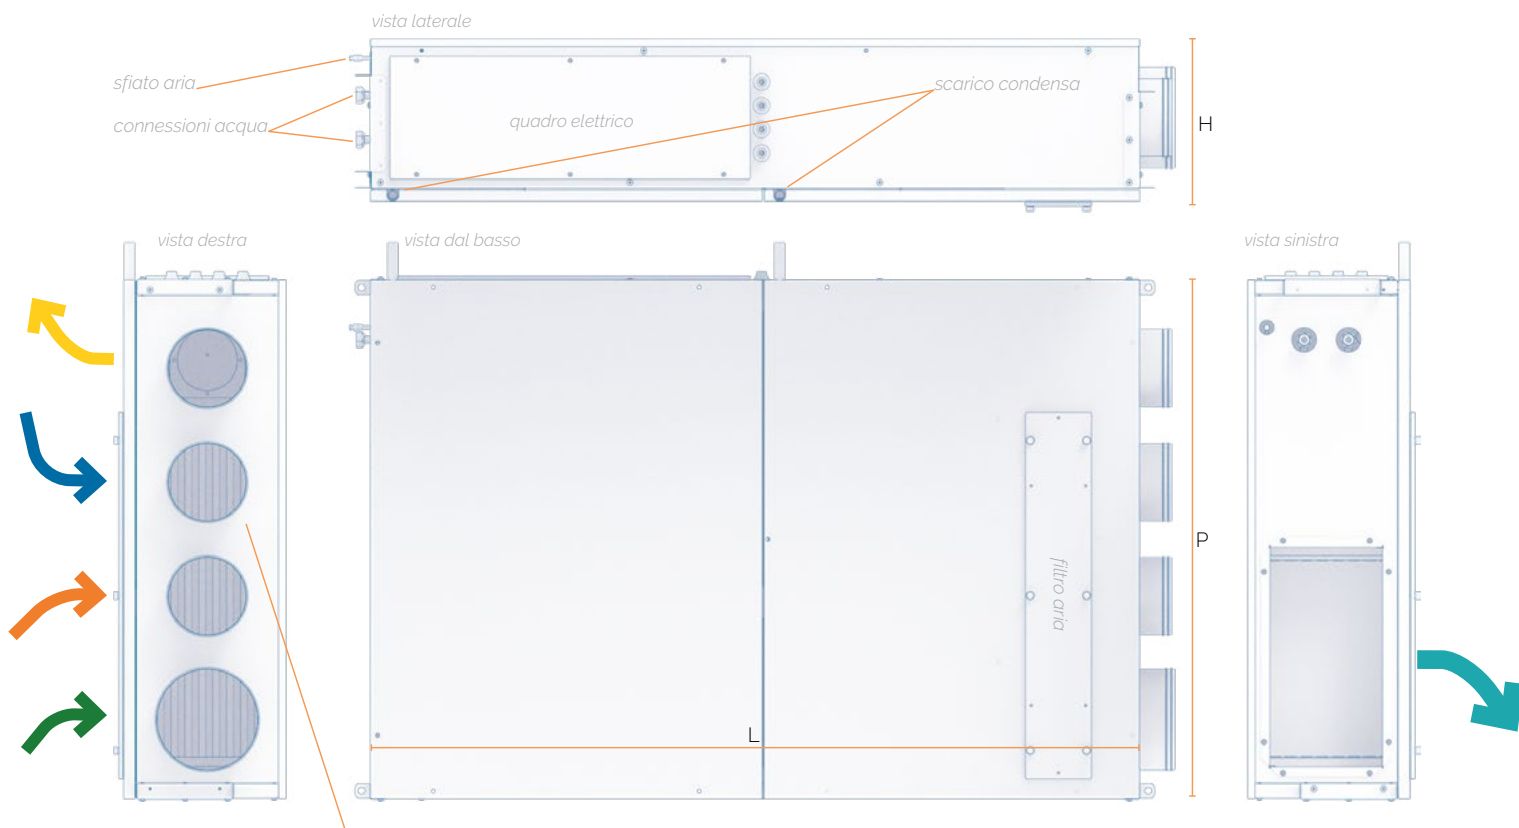 vista laterale
sfiato aria
scarico condensa
connessioni acqua
quadro elettrico
H
vista destra
vista dal basso
vista sinistra
P
filtro aria
L